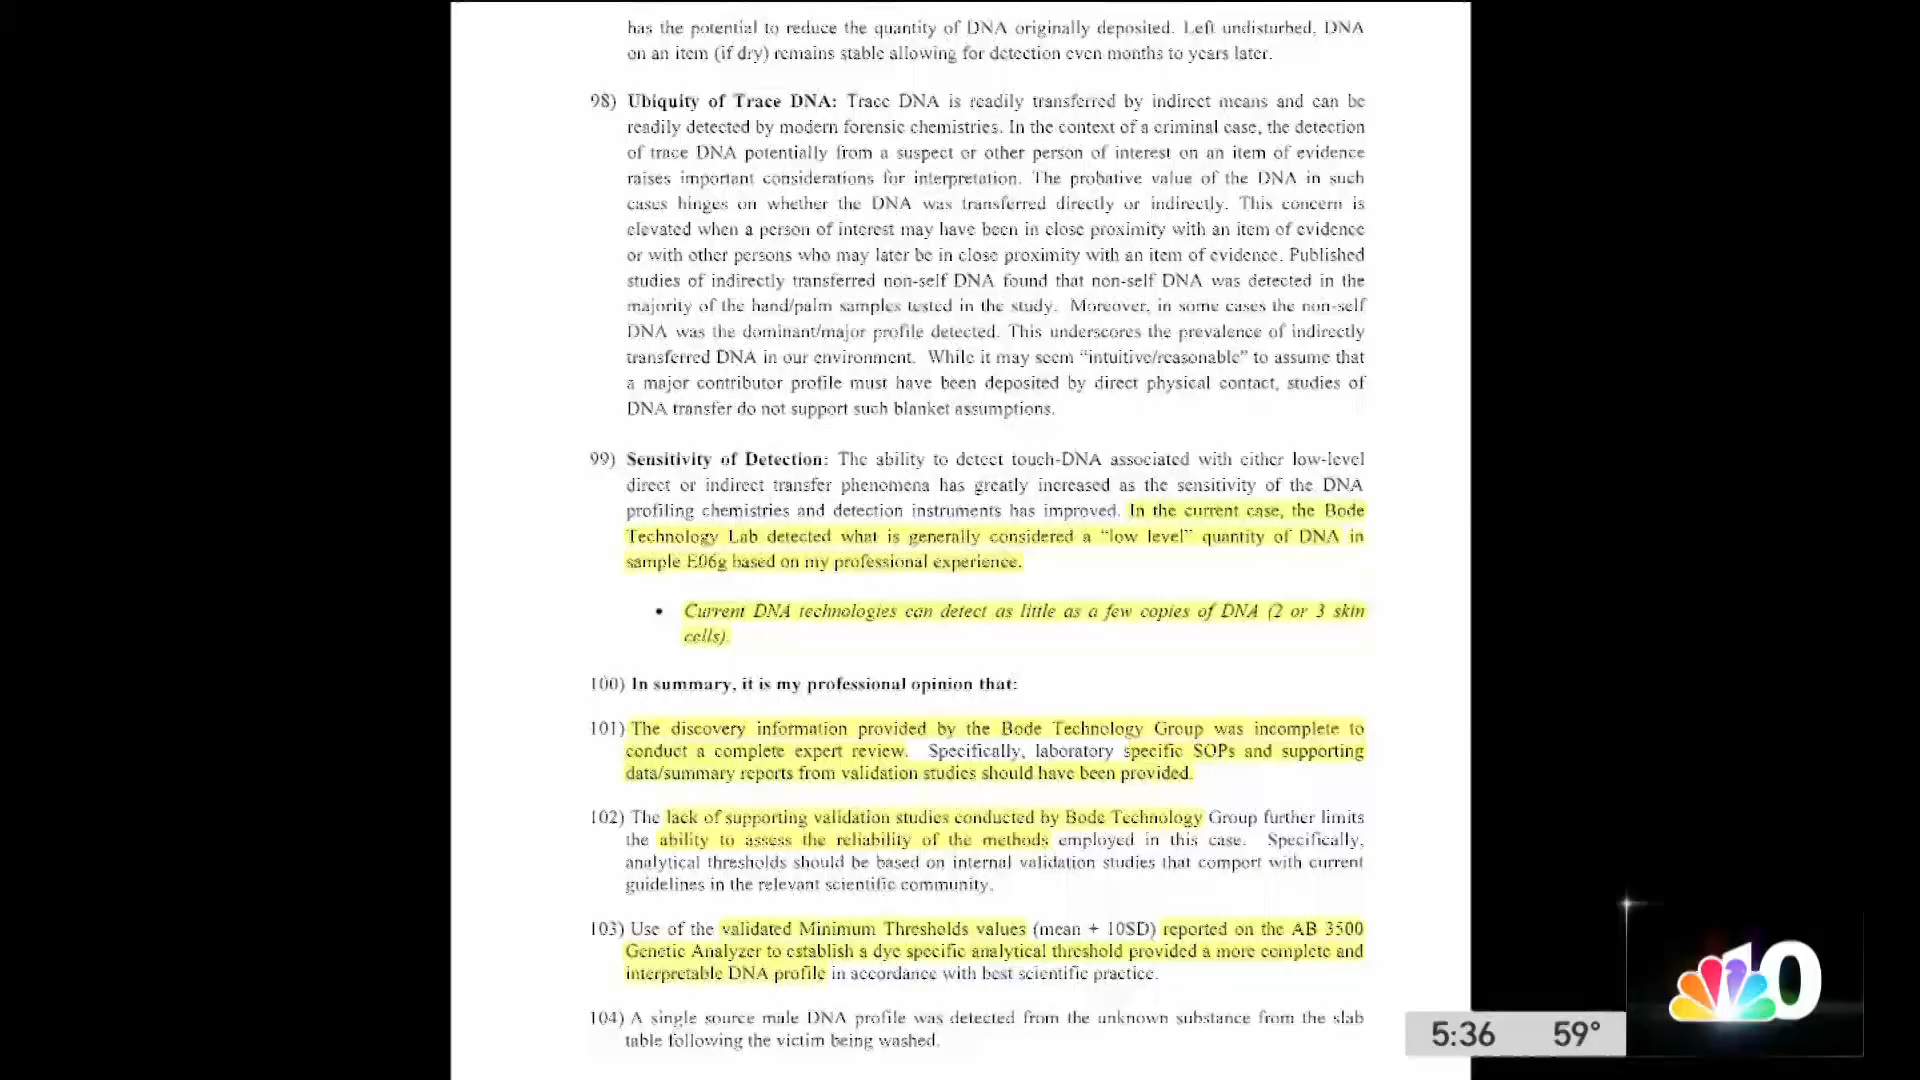 has the potential to reduce the quantity of DNA originally deposited. Left undisturbed, DNA
on an item (if dry) remains stable allowing for detection even months to years later.
98) Ubiquity of Trace DNA: Trace DNA is readily transferred by indirect means and can be
readily detected by modern forensic chemistries. In the context of a criminal case, the detection
of trace DNA potentially from a suspect or other person of interest on an item of evidence
raises important considerations for interpretation. The probative value of the DNA in such
cases hinges on whether the DNA was transferred directly or indirectly. This concern is
elevated when a person of interest may have been in close proximity with an item of evidence
or with other persons who may later be in close proximity with an item of evidence. Published
studies of indirectly transferred non-self DNA found that non-self DNA was detected in the
majority of the hand/palm samples tested in the study. Moreover, in some cases the non-self
DNA was the dominant/major profile detected. This underscores the prevalence of indirectly
transferred DNA in our environment. While it may seem “intuitive/reasonable” to assume that
a major contributor profile must have been deposited by direct physical contact, studies of
DNA transfer do not support such blanket assumptions.
99) Sensitivity of Detection: The ability to detect touch-DNA associated with either low-level
direct or indirect transfer phenomena has greatly increased as the sensitivity of the DNA
profiling chemistries and detection instruments has improved. In the current case, the Bode
Technology Lab detected what is generally considered a “low level” quantity of DNA in
sample E06g based on my professional experience.
• Current DNA technologies can detect as little as a few copies of DNA (2 or 3 skin
cells).
100) In summary, it is my professional opinion that:
101) The discovery information provided by the Bode Technology Group was incomplete to
conduct a complete expert review. Specifically, laboratory specific SOPs and supporting
data/summary reports from validation studies should have been provided.
102) The lack of supporting validation studies conducted by Bode Technology Group further limits
the ability to assess the reliability of the methods employed in this case. Specifically,
analytical thresholds should be based on internal validation studies that comport with current
guidelines in the relevant scientific community.
103) Use of the validated Minimum Thresholds values (mean + 10SD) reported on the AB 3500
Genetic Analyzer to establish a dye specific analytical threshold provided a more complete and
interpretable DNA profile in accordance with best scientific practice.
104) A single source male DNA profile was detected from the unknown substance from the slab
table following the victim being washed.
5:36 59°
10